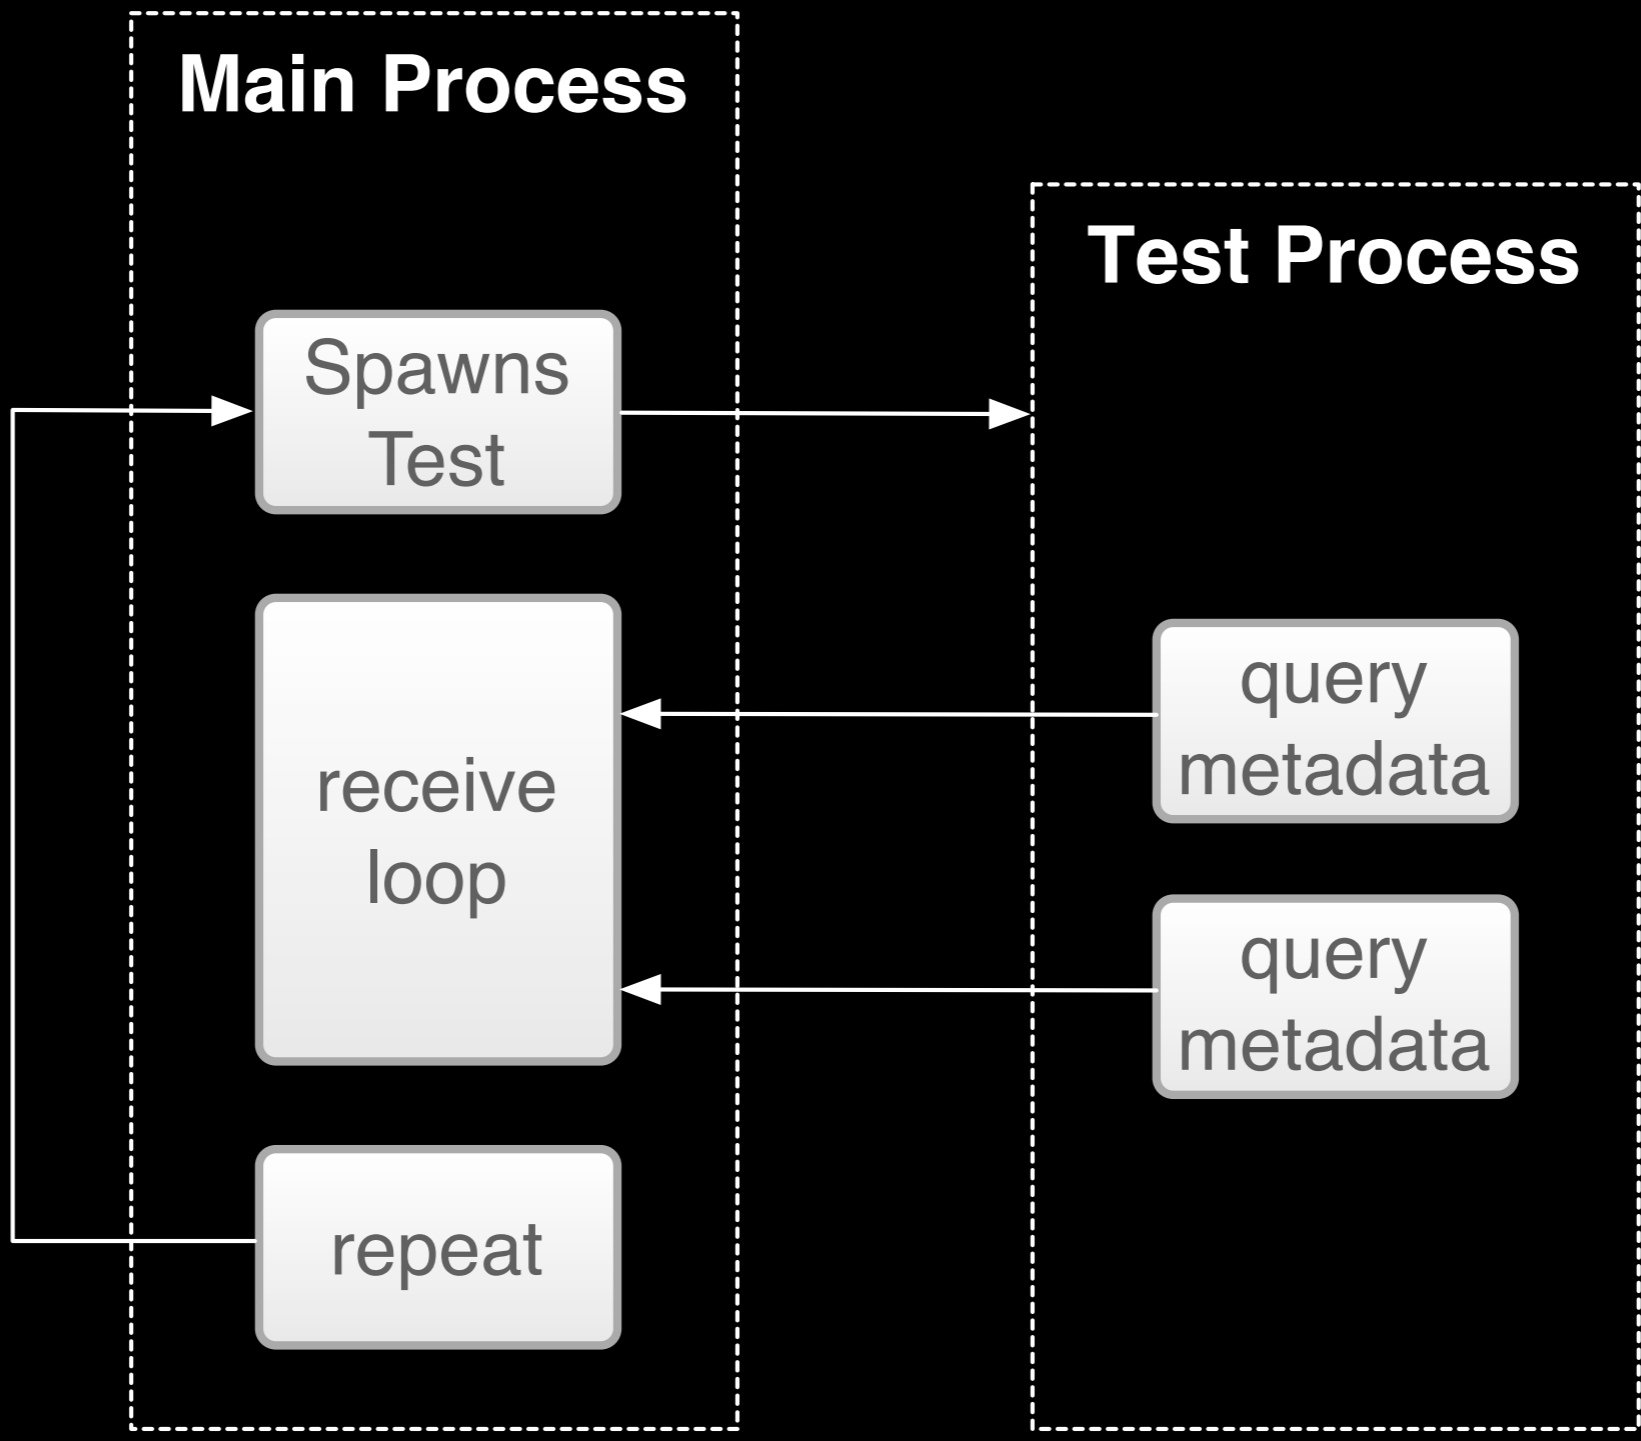 Main Process
Spawns
Test
receive
loop
repeat
Test Process
query
metadata
query
metadata